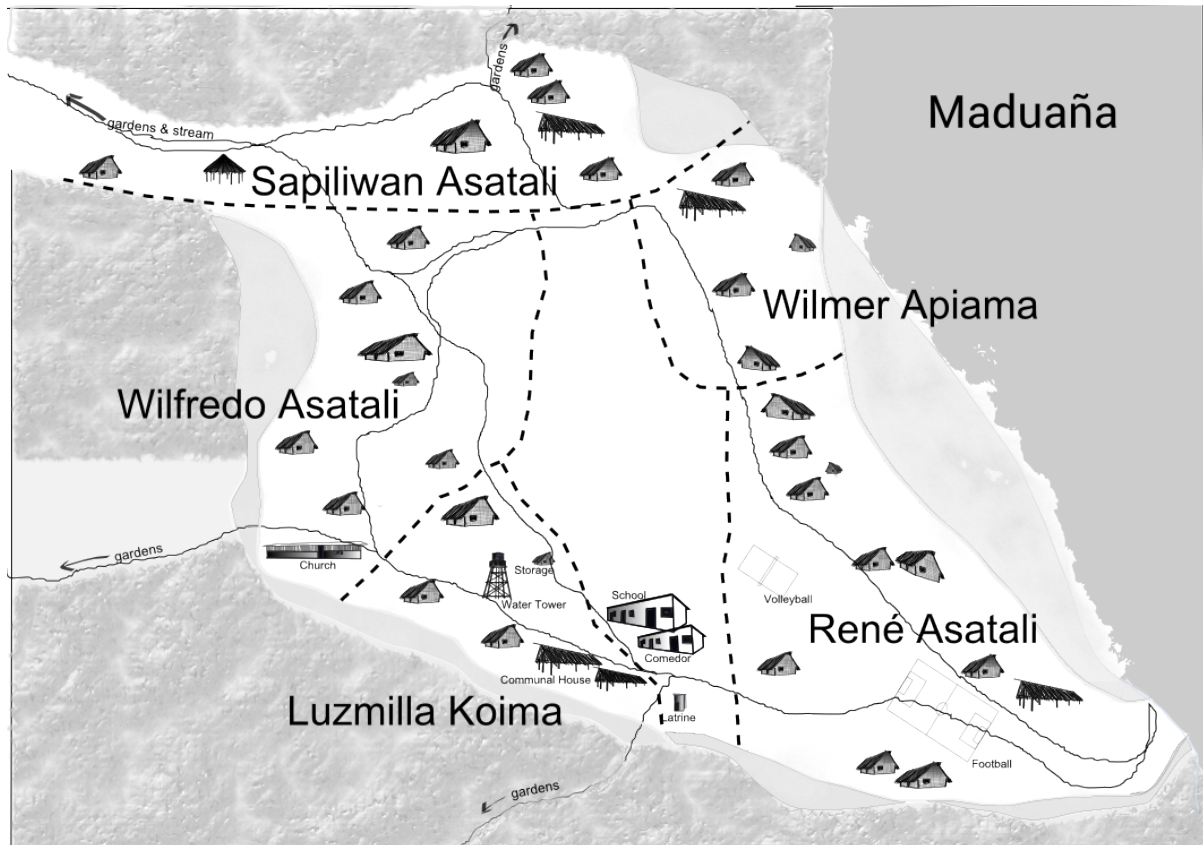 gardens
Maduaña
gardens & stream
Sapiliwan Asatali
Wilmer Apiama
Wilfredo Asatali
gardens
Church
Storage
Water Tower
School
Volleyball
René Asatali
Comedor
Communal House
Luzmilla Koima
Latrine
Football
gardens